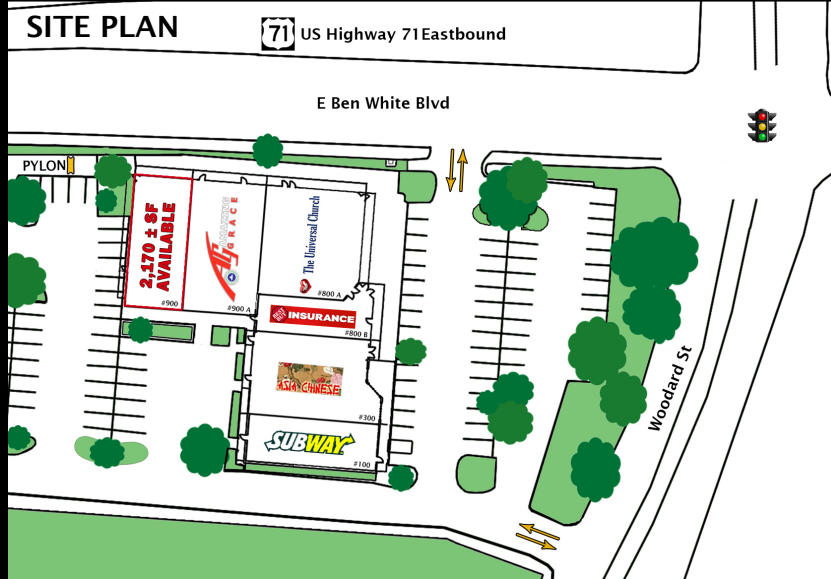 SITE PLAN
71 US Highway 71Eastbound
E Ben White Blvd
PYLON
2,170 ± SF
AVAILABLE
#900
AMAZING
GRACE
#900 A
The Universal Church
#800 A
INSURANCE
#800 B
ASIA CHINESE
#300
SUBWAY
#100
Woodard St